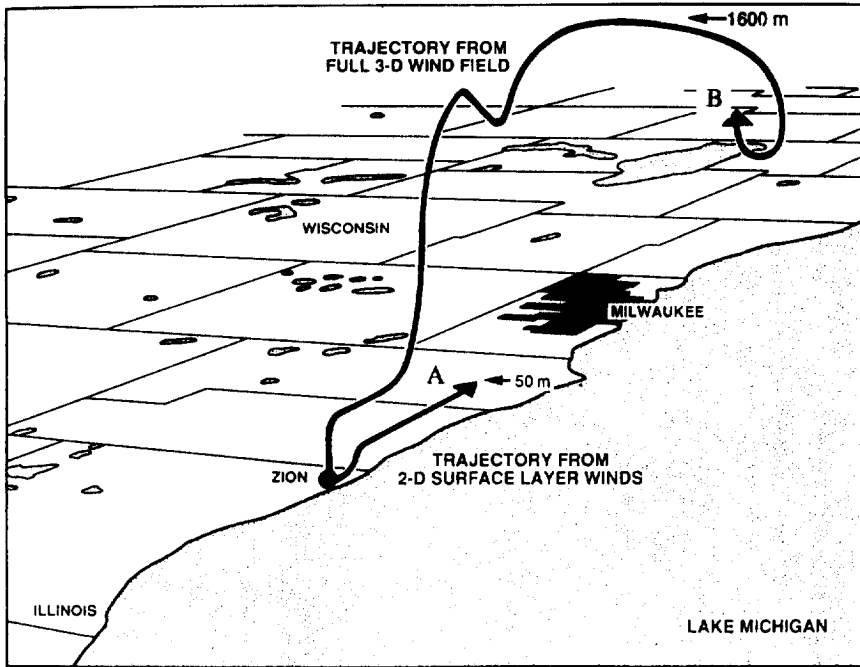 1600 m
TRAJECTORY FROM
FULL 3-D WIND FIELD
B
WISCONSIN
MILWAUKEE
A
50 m
ZION
TRAJECTORY FROM
2-D SURFACE LAYER WINDS
ILLINOIS
LAKE MICHIGAN